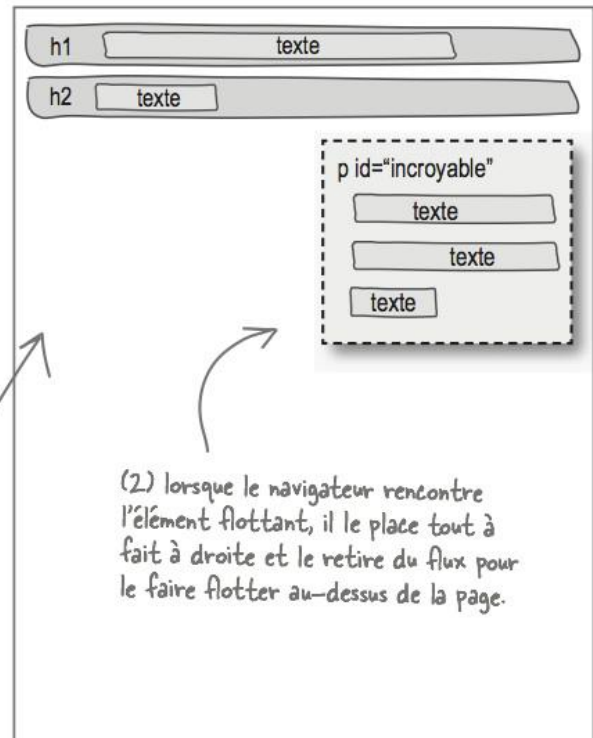 h1 texte
h2 texte
p id=“incroyable”
texte
texte
texte
(2) lorsque le navigateur rencontre
l'élément flottant, il le place tout à
fait à droite et le retire du flux pour
le faire flotter au-dessus de la page.